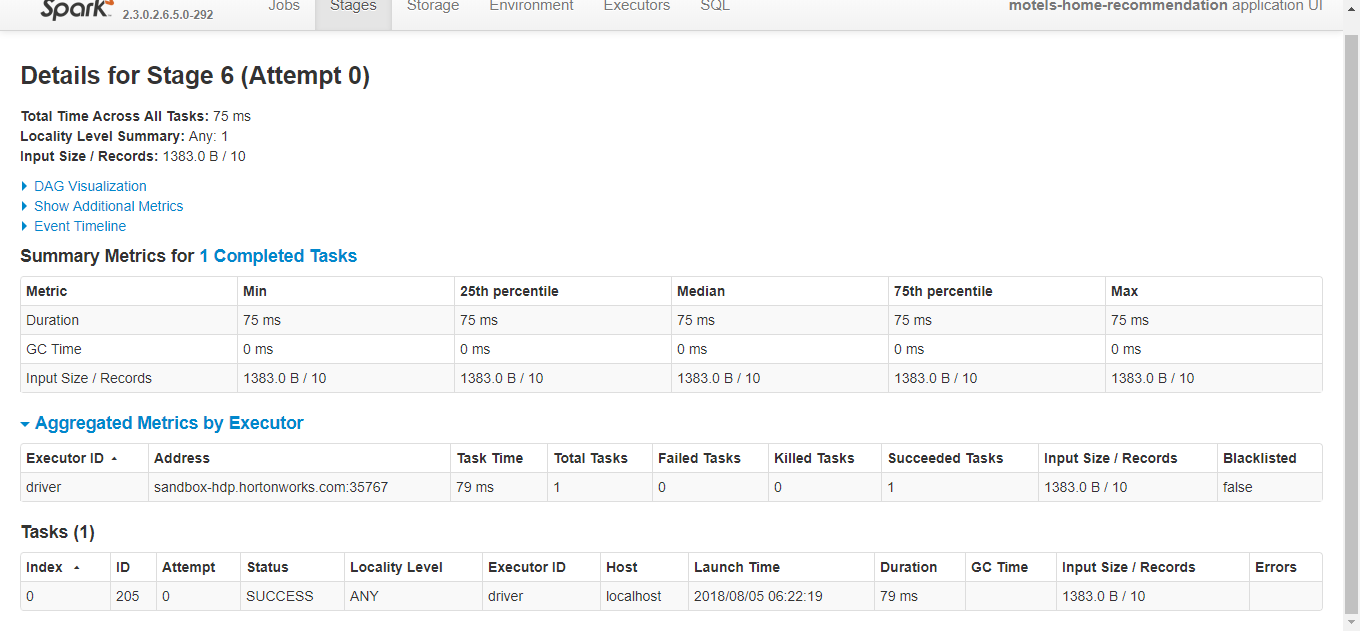 Spark 2.3.0.2.6.5.0-292 Jobs Stages Storage Environment Executors SQL motels-home-recommendation application UI
Details for Stage 6 (Attempt 0)
Total Time Across All Tasks: 75 ms
Locality Level Summary: Any: 1
Input Size / Records: 1383.0 B / 10
DAG Visualization
Show Additional Metrics
Event Timeline
Summary Metrics for 1 Completed Tasks
Metric Min 25th percentile Median 75th percentile Max
Duration 75 ms 75 ms 75 ms 75 ms 75 ms
GC Time 0 ms 0 ms 0 ms 0 ms 0 ms
Input Size / Records 1383.0 B / 10 1383.0 B / 10 1383.0 B / 10 1383.0 B / 10 1383.0 B / 10
Aggregated Metrics by Executor
Executor ID Address Task Time Total Tasks Failed Tasks Killed Tasks Succeeded Tasks Input Size / Records Blacklisted
driver sandbox-hdp.hortonworks.com:35767 79 ms 1 0 0 1 1383.0 B / 10 false
Tasks (1)
Index ID Attempt Status Locality Level Executor ID Host Launch Time Duration GC Time Input Size / Records Errors
0 205 0 SUCCESS ANY driver localhost 2018/08/05 06:22:19 79 ms 1383.0 B / 10